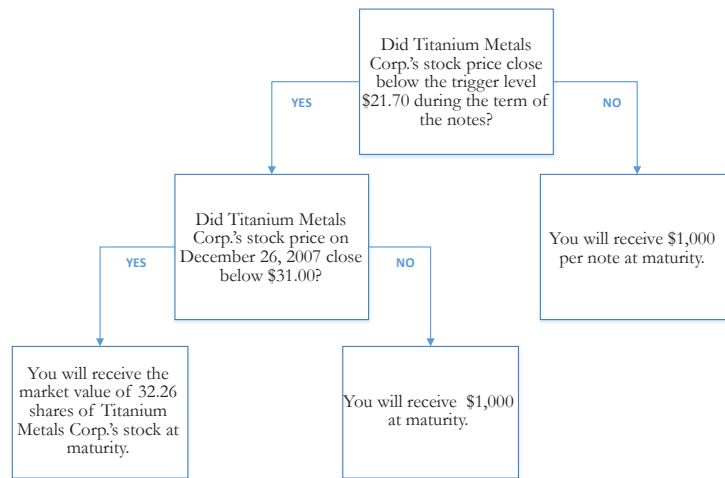 Did Titanium Metals
Corp.'s stock price close
below the trigger level
$21.70 during the term of
the notes?
YES
NO
Did Titanium Metals
Corp.'s stock price on
December 26, 2007 close
below $31.00?
You will receive $1,000
per note at maturity.
YES
NO
You will receive the
market value of 32.26
shares of Titanium
Metals Corp.'s stock at
maturity.
You will receive $1,000
at maturity.